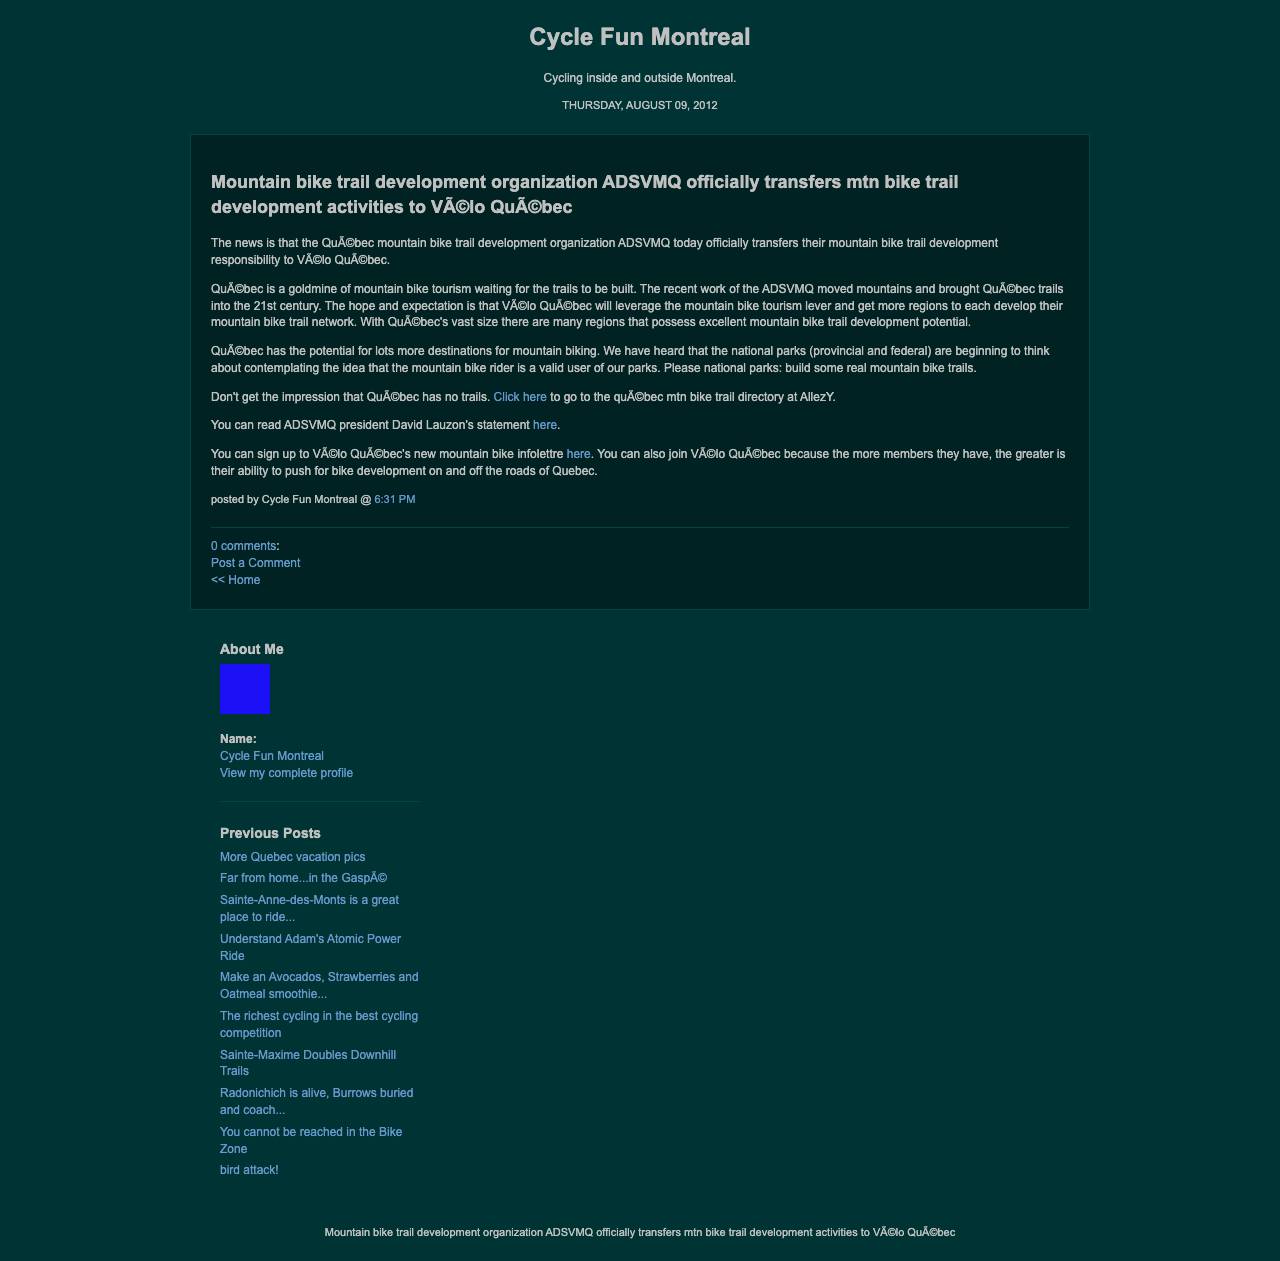 Cycle Fun Montreal
Cycling inside and outside Montreal.
THURSDAY, AUGUST 09, 2012
Mountain bike trail development organization ADSVMQ officially transfers mtn bike trail
development activities to VÃ©lo QuÃ©bec
The news is that the QuÃ©bec mountain bike trail development organization ADSVMQ today officially transfers their mountain bike trail development
responsibility to VÃ©lo QuÃ©bec.
QuÃ©bec is a goldmine of mountain bike tourism waiting for the trails to be built. The recent work of the ADSVMQ moved mountains and brought QuÃ©bec trails
into the 21st century. The hope and expectation is that VÃ©lo QuÃ©bec will leverage the mountain bike tourism lever and get more regions to each develop their
mountain bike trail network. With QuÃ©bec's vast size there are many regions that possess excellent mountain bike trail development potential.
QuÃ©bec has the potential for lots more destinations for mountain biking. We have heard that the national parks (provincial and federal) are beginning to think
about contemplating the idea that the mountain bike rider is a valid user of our parks. Please national parks: build some real mountain bike trails.
Don't get the impression that QuÃ©bec has no trails. Click here to go to the quÃ©bec mtn bike trail directory at AllezY.
You can read ADSVMQ president David Lauzon's statement here.
You can sign up to VÃ©lo QuÃ©bec's new mountain bike infolettre here. You can also join VÃ©lo QuÃ©bec because the more members they have, the greater is
their ability to push for bike development on and off the roads of Quebec.
posted by Cycle Fun Montreal @ 6:31 PM
0 comments:
Post a Comment
<< Home
About Me
Name:
Cycle Fun Montreal
View my complete profile
Previous Posts
More Quebec vacation pics
Far from home...in the GaspÃ©
Sainte-Anne-des-Monts is a great
place to ride...
Understand Adam's Atomic Power
Ride
Make an Avocados, Strawberries and
Oatmeal smoothie...
The richest cycling in the best cycling
competition
Sainte-Maxime Doubles Downhill
Trails
Radonichich is alive, Burrows buried
and coach...
You cannot be reached in the Bike
Zone
bird attack!
Mountain bike trail development organization ADSVMQ officially transfers mtn bike trail development activities to VÃ©lo QuÃ©bec